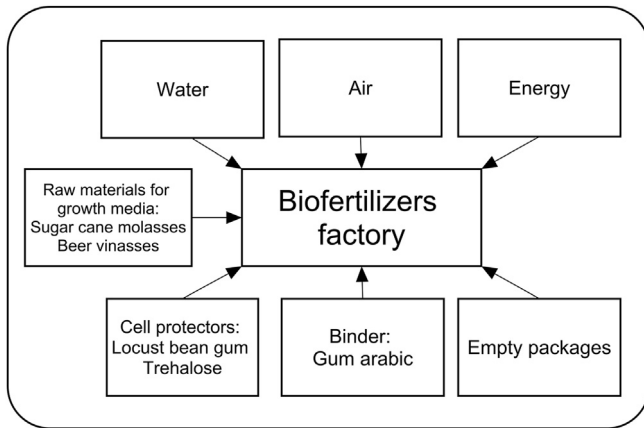 Water
Air
Energy
Raw materials for
growth media:
Sugar cane molasses
Beer vinasses
Biofertilizers
factory
Cell protectors:
Locust bean gum
Trehalose
Binder:
Gum arabic
Empty packages